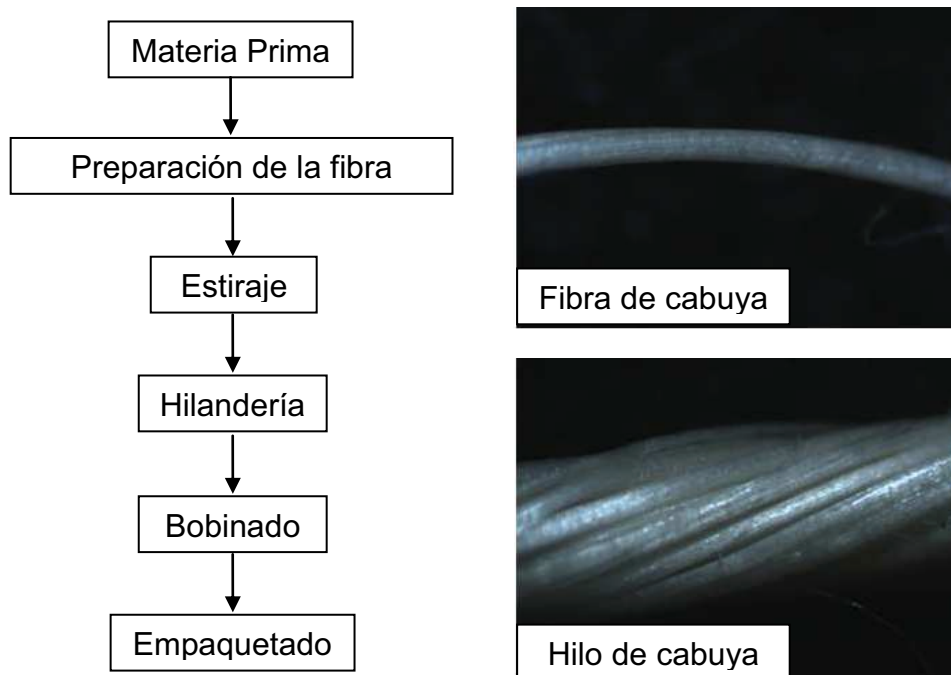 Materia Prima
Preparación de la fibra
Estiraje
Hilandería
Bobinado
Empaquetado
Fibra de cabuya
Hilo de cabuya